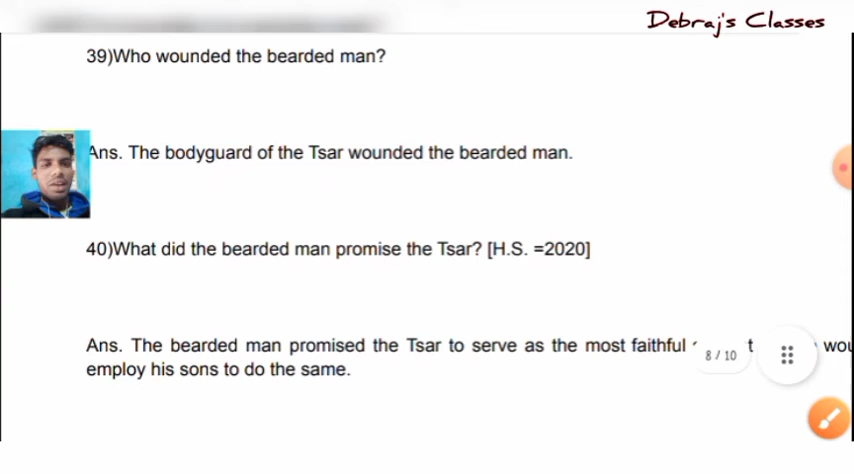 Debraj's Classes
39)Who wounded the bearded man?
Ans. The bodyguard of the Tsar wounded the bearded man.
40)What did the bearded man promise the Tsar? [H.S. =2020]
Ans. The bearded man promised the Tsar to serve as the most faithful
8 / 10
employ his sons to do the same.